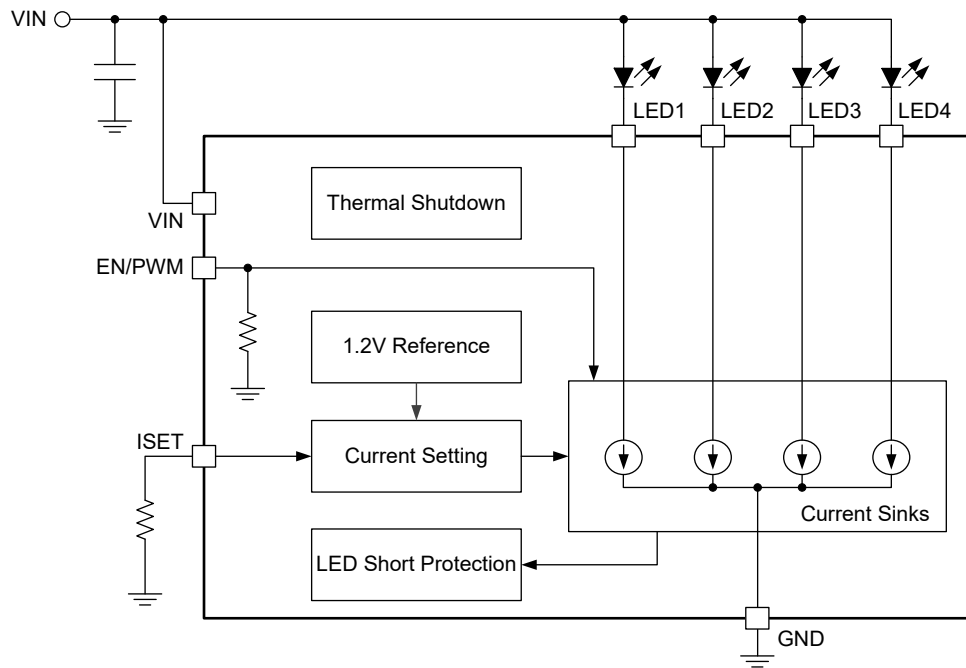 VIN
LED1
LED2
LED3
LED4
Thermal Shutdown
VIN
EN/PWM
1.2V Reference
ISET
Current Setting
Current Sinks
LED Short Protection
GND